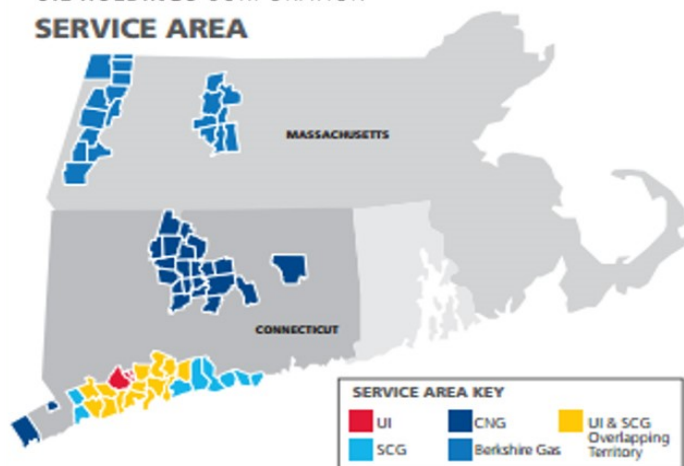 SERVICE AREA
MASSACHUSETTS
CONNECTICUT
SERVICE AREA KEY
UI
CNG
UI & SCG
Overlapping
Territory
SCG
Berkshire Gas